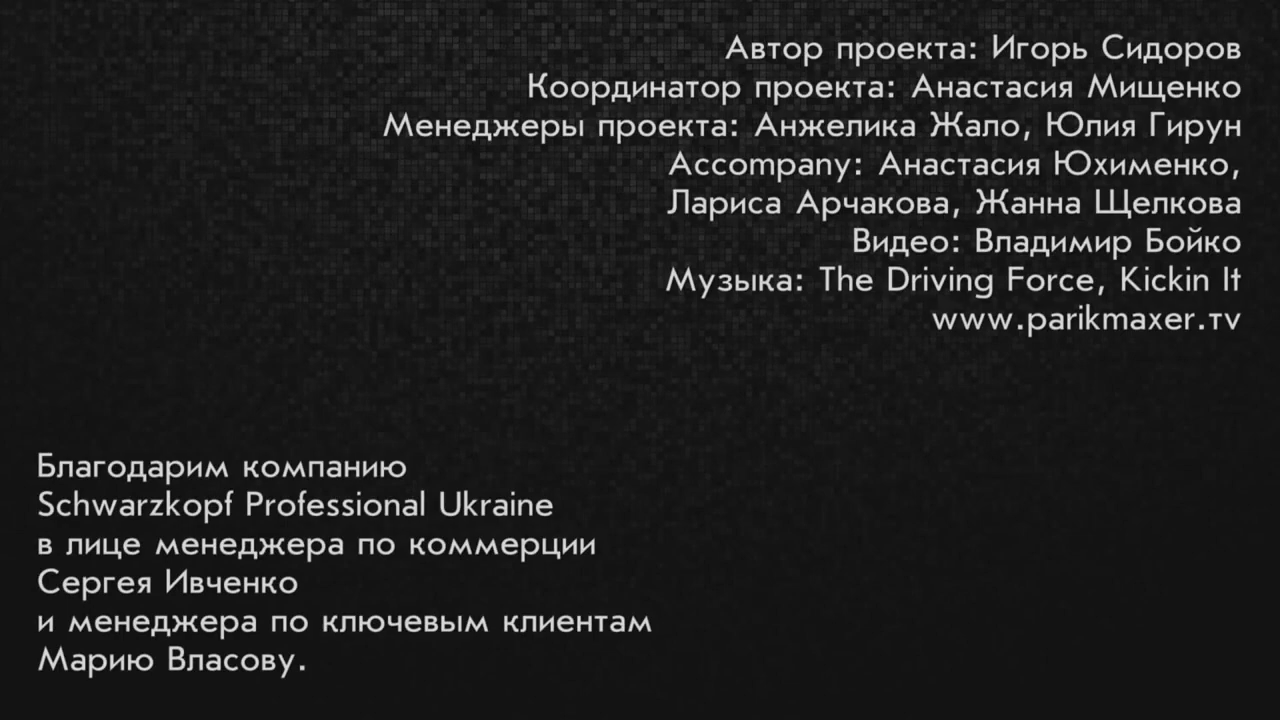 Автор проекта: Игорь Сидоров
Координатор проекта: Анастасия Мищенко
Менеджеры проекта: Анжелика Жало, Юлия Гирун
Accompany: Анастасия Юхименко,
Лариса Арчакова, Жанна Щелкова
Видео: Владимир Бойко
Музыка: The Driving Force, Kickin It
www.parikmaxer.tv
Благодарим компанию
Schwarzkopf Professional Ukraine
в лице менеджера по коммерции
Сергея Ивченко
и менеджера по ключевым клиентам
Марию Власову.